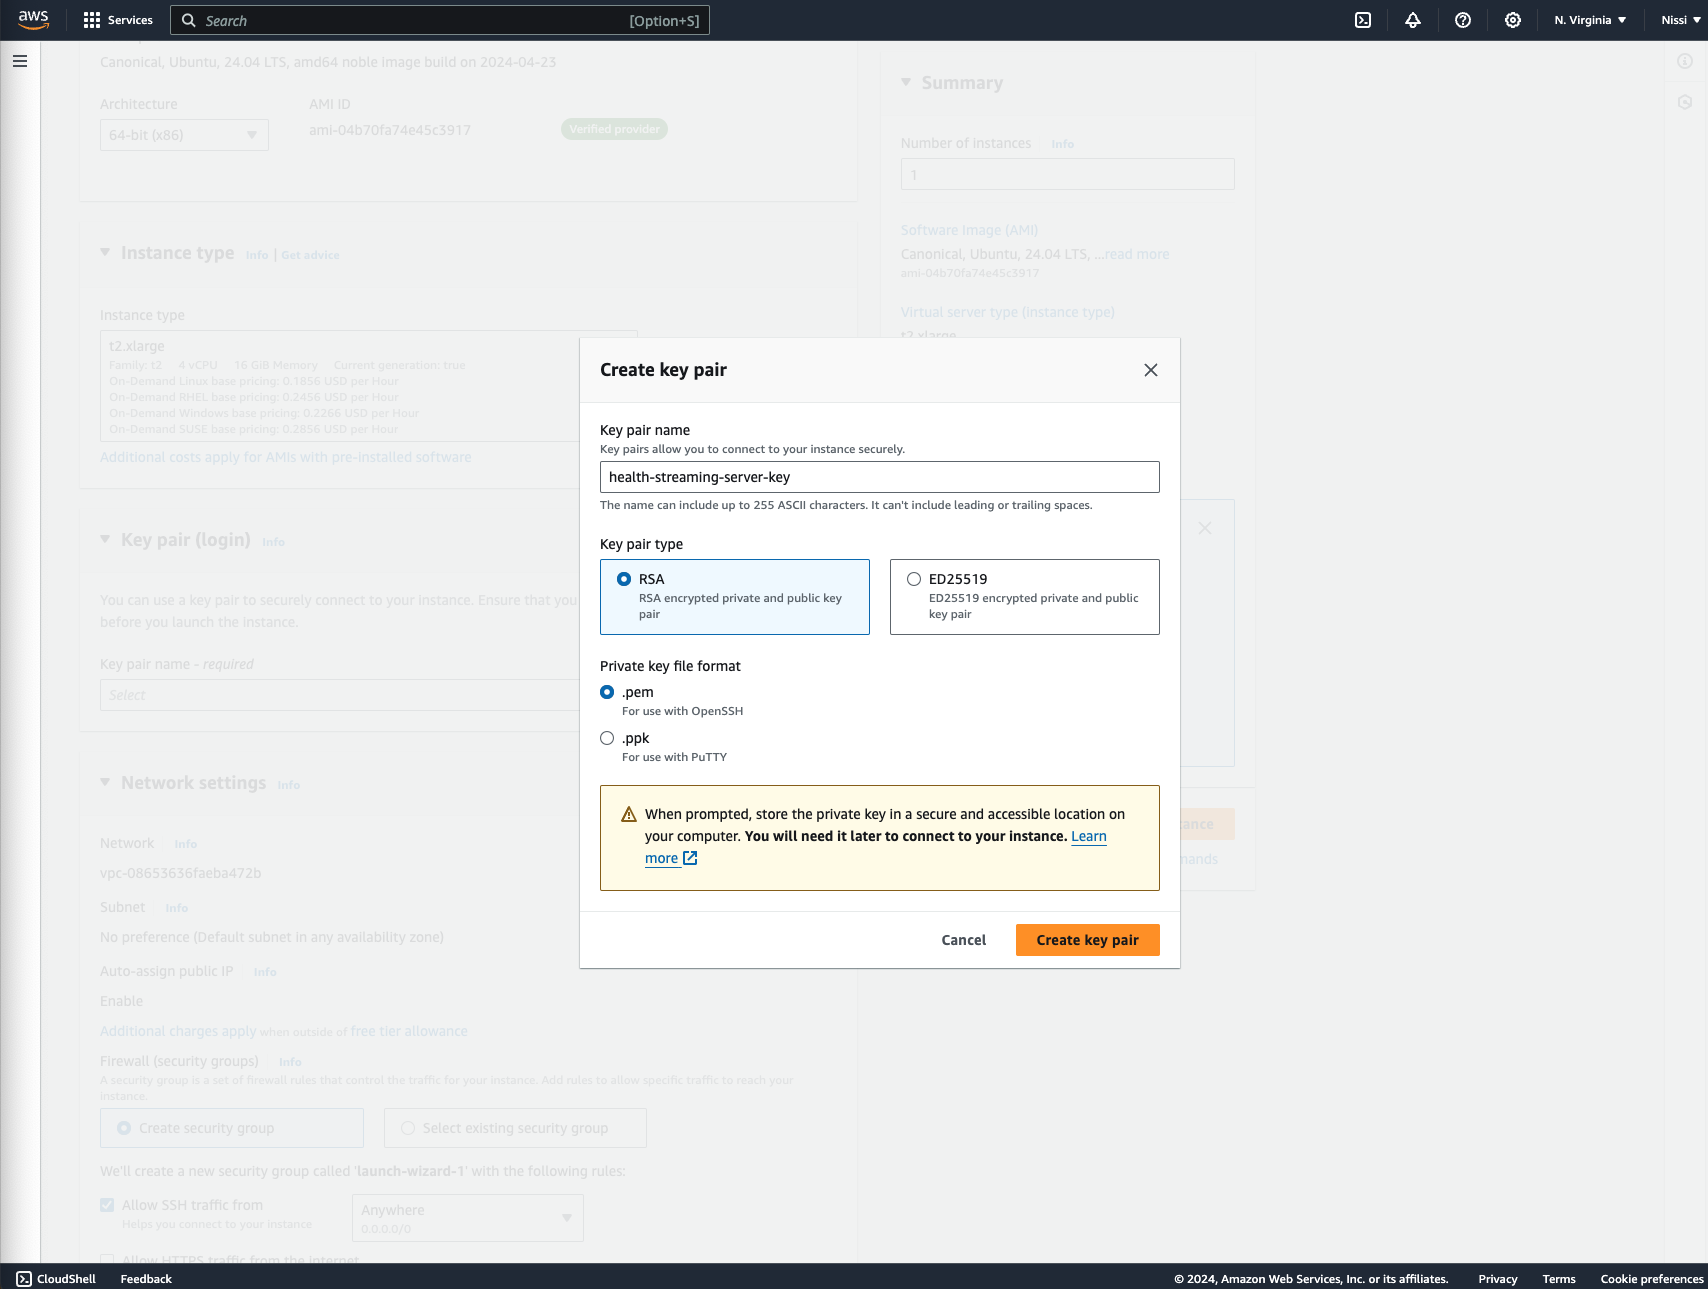 aws
Services
Search
[Option+S]
N. Virginia
Nissi
Canonical, Ubuntu, 24.04 LTS, amd64 noble image build on 2024-04-23
Architecture
AMI ID
64-bit (x86)
ami-04b70fa74e45c3917
Verified provider
Instance type
Info | Get advice
Instance type
t2.xlarge
Family: t2 4 vCPU 16 GiB Memory Current generation: true
On-Demand Linux base pricing: 0.1856 USD per Hour
On-Demand RHEL base pricing: 0.2456 USD per Hour
On-Demand Windows base pricing: 0.2266 USD per Hour
On-Demand SUSE base pricing: 0.2856 USD per Hour
Additional costs apply for AMIs with pre-installed software
Key pair (login)
Info
You can use a key pair to securely connect to your instance. Ensure that you
before you launch the instance.
Key pair name - required
Select
Network settings
Info
Network
Info
vpc-08653636faeba472b
Subnet
Info
No preference (Default subnet in any availability zone)
Auto-assign public IP
Info
Enable
Additional charges apply when outside of free tier allowance
Firewall (security groups)
Info
A security group is a set of firewall rules that control the traffic for your instance. Add rules to allow specific traffic to reach your
instance.
Create security group
Select existing security group
We'll create a new security group called 'launch-wizard-1' with the following rules:
Allow SSH traffic from
Helps you connect to your instance
Anywhere
0.0.0.0/0
Allow HTTPS traffic from the internet
Summary
Number of instances
Info
1
Software Image (AMI)
Canonical, Ubuntu, 24.04 LTS, ...read more
ami-04b70fa74e45c3917
Virtual server type (instance type)
t2.xlarge
Create key pair
Key pair name
Key pairs allow you to connect to your instance securely.
health-streaming-server-key
The name can include up to 255 ASCII characters. It can't include leading or trailing spaces.
Key pair type
RSA
RSA encrypted private and public key
pair
ED25519
ED25519 encrypted private and public
key pair
Private key file format
.pem
For use with OpenSSH
.ppk
For use with PuTTY
When prompted, store the private key in a secure and accessible location on
your computer. You will need it later to connect to your instance. Learn
more
Cancel
Create key pair
CloudShell
Feedback
© 2024, Amazon Web Services, Inc. or its affiliates.
Privacy
Terms
Cookie preferences